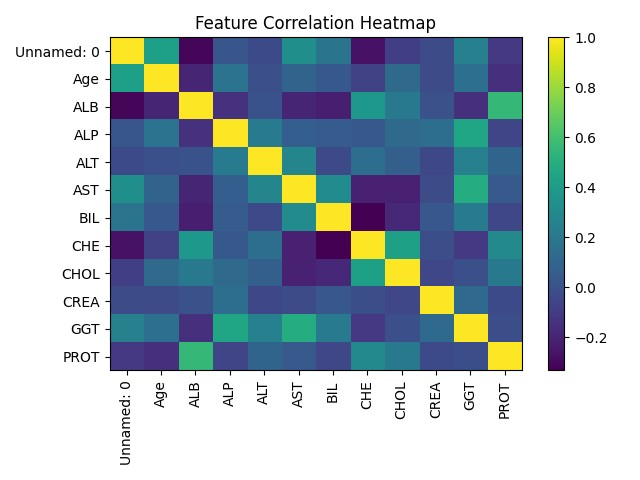 Feature Correlation Heatmap
Unnamed: 0
Age
ALB
ALP
ALT
AST
BIL
CHE
CHOL
CREA
GGT
PROT
Unnamed: 0
Age
ALB
ALP
ALT
AST
BIL
CHE
CHOL
CREA
GGT
PROT
1.0
0.8
0.6
0.4
0.2
0.0
−0.2